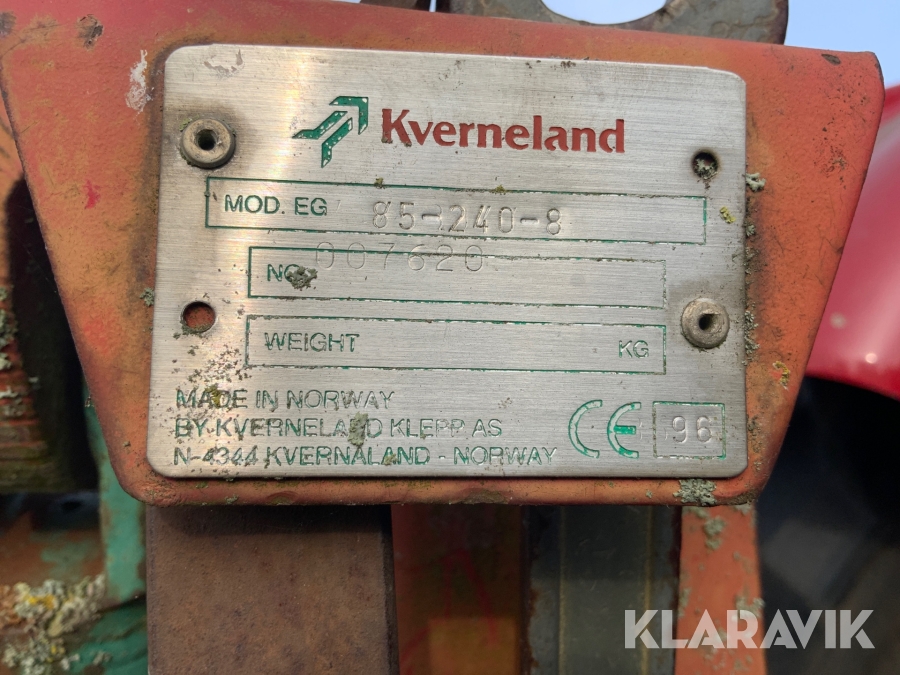 Kverneland
MOD. EG 85-240-8
NO. 007620
WEIGHT KG
MADE IN NORWAY
BY KVERNELAND KLEPP AS
N-4344 KVERNALAND - NORWAY
CE 96
KLARAVIK